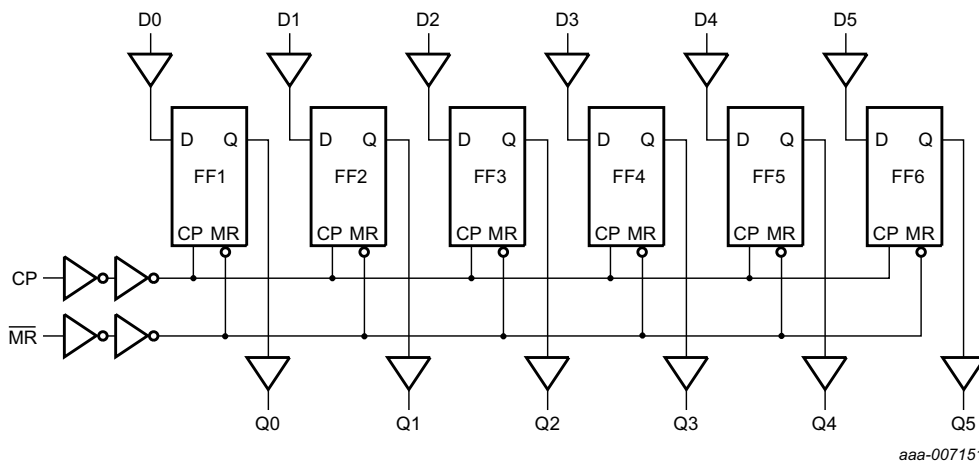 D0 D1 D2 D3 D4 D5
D Q D Q D Q D Q D Q D Q
FF1 FF2 FF3 FF4 FF5 FF6
CP MR CP MR CP MR CP MR CP MR CP MR
CP
M̅R̅
Q0 Q1 Q2 Q3 Q4 Q5